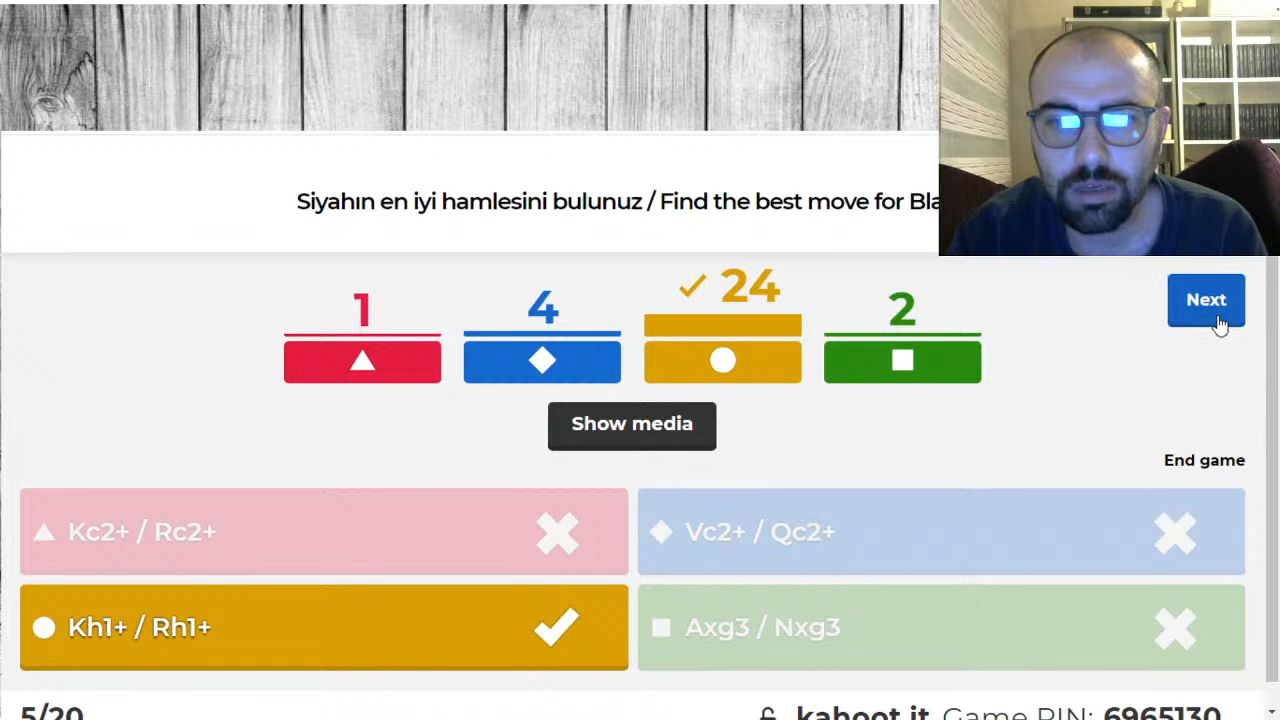 Siyahın en iyi hamlesini bulunuz / Find the best move for Bla
1
4
24
2
Next
Show media
End game
Kc2+ / Rc2+
Vc2+ / Qc2+
Kh1+ / Rh1+
Axg3 / Nxg3
5/20
kahoot.it Game PIN: 6965130